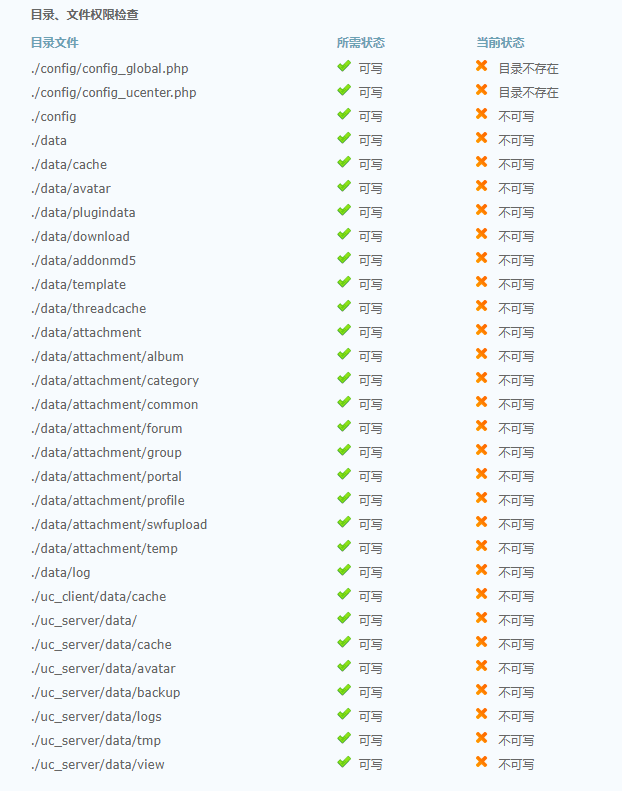 目录、文件权限检查
目录文件 所需状态 当前状态
./config/config_global.php 可写 目录不存在
./config/config_ucenter.php 可写 目录不存在
./config 可写 不可写
./data 可写 不可写
./data/cache 可写 不可写
./data/avatar 可写 不可写
./data/plugindata 可写 不可写
./data/download 可写 不可写
./data/addonmd5 可写 不可写
./data/template 可写 不可写
./data/threadcache 可写 不可写
./data/attachment 可写 不可写
./data/attachment/album 可写 不可写
./data/attachment/category 可写 不可写
./data/attachment/common 可写 不可写
./data/attachment/forum 可写 不可写
./data/attachment/group 可写 不可写
./data/attachment/portal 可写 不可写
./data/attachment/profile 可写 不可写
./data/attachment/swfupload 可写 不可写
./data/attachment/temp 可写 不可写
./data/log 可写 不可写
./uc_client/data/cache 可写 不可写
./uc_server/data/ 可写 不可写
./uc_server/data/cache 可写 不可写
./uc_server/data/avatar 可写 不可写
./uc_server/data/backup 可写 不可写
./uc_server/data/logs 可写 不可写
./uc_server/data/tmp 可写 不可写
./uc_server/data/view 可写 不可写